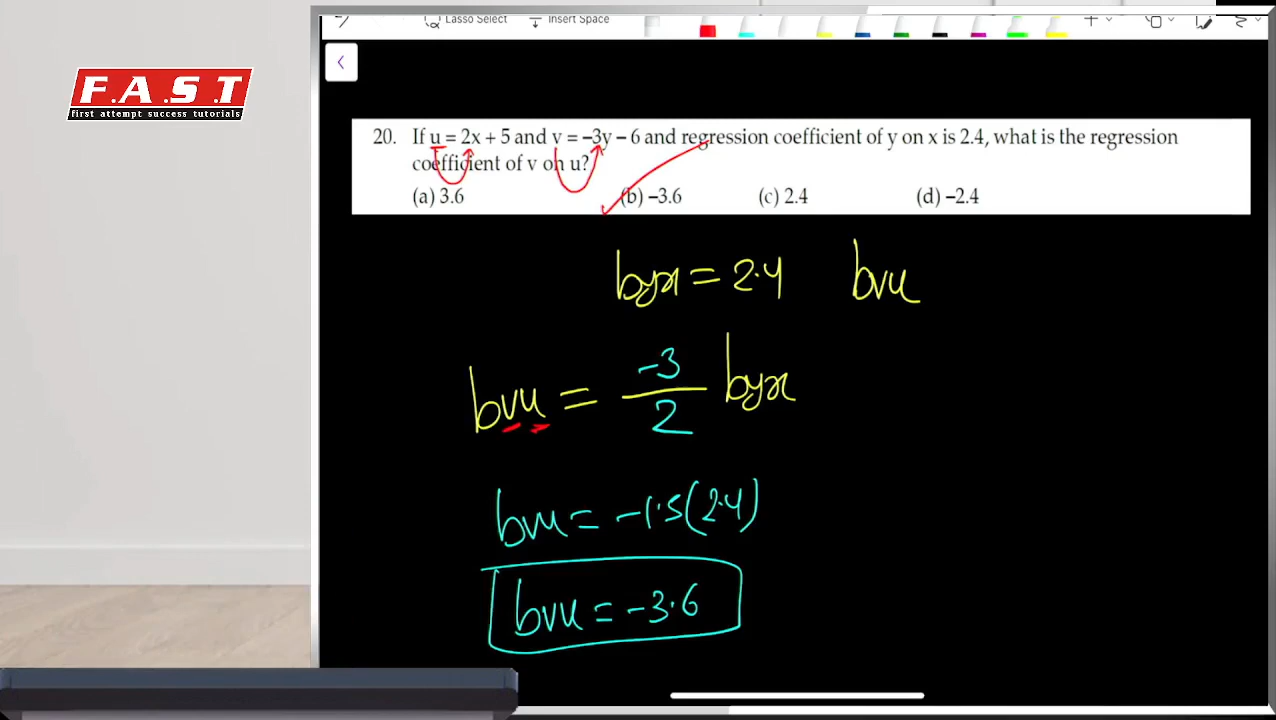 Lasso Select Insert Space
F.A.S.T
first attempt success tutorials
20. If u = 2x + 5 and v = –3y – 6 and regression coefficient of y on x is 2.4, what is the regression
coefficient of v on u?
(a) 3.6 (b) –3.6 (c) 2.4 (d) –2.4
byx = 2.4 bvu
bvu = -3/2 byx
bvu = -1.5(2.4)
bvu = -3.6